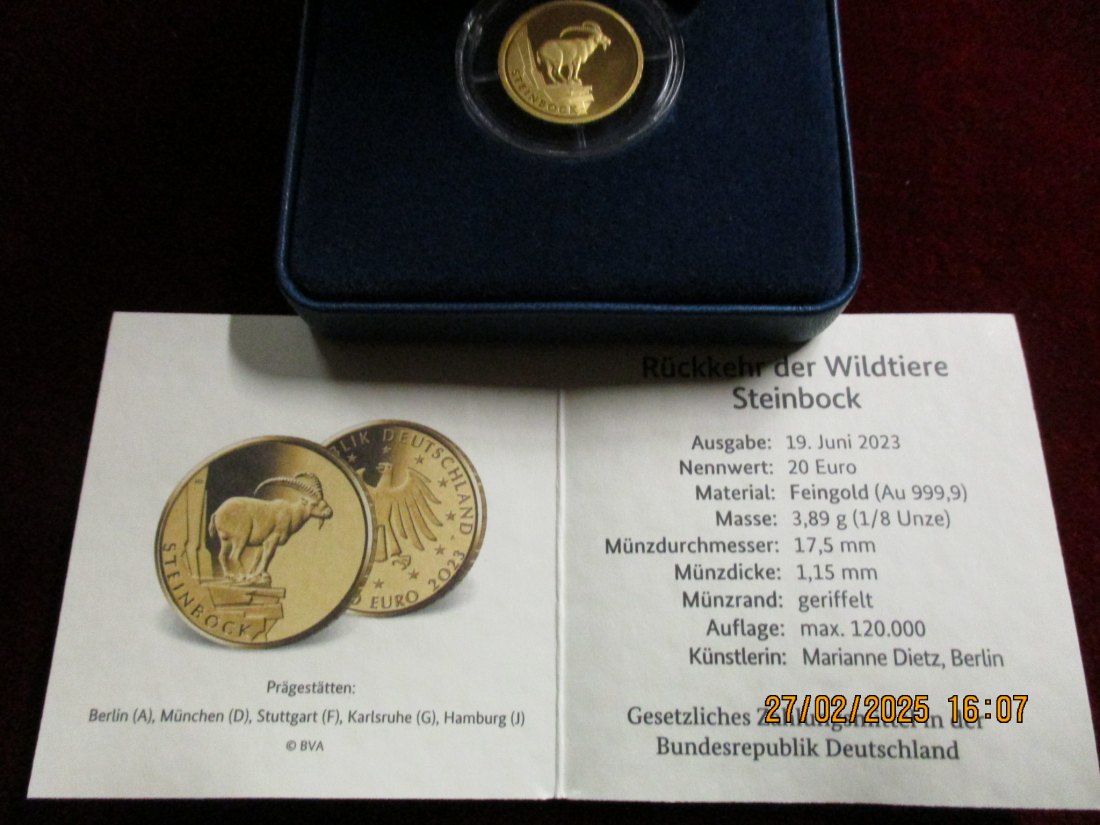 STEINBOCK
Rückkehr der Wildtiere
Steinbock
Ausgabe: 19. Juni 2023
Nennwert: 20 Euro
Material: Feingold (Au 999,9)
Masse: 3,89 g (1/8 Unze)
Münzdurchmesser: 17,5 mm
Münzdicke: 1,15 mm
Münzrand: geriffelt
Auflage: max. 120.000
Künstlerin: Marianne Dietz, Berlin
Gesetzliches Zahlungsmittel in der
Bundesrepublik Deutschland
STEINBOCK
BLIK DEUTSCHLAND
EURO 2023
Prägestätten:
Berlin (A), München (D), Stuttgart (F), Karlsruhe (G), Hamburg (J)
© BVA
27/02/2025 16:07